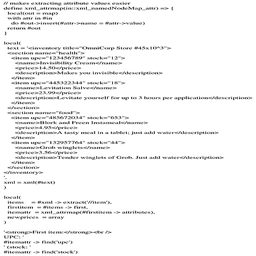 // makes extracting attribute values easier
define xml_attrmap(in::xml_namedNodeMap_attr) => {
local(out = map)
with attr in #in
do #out->insert(#attr->name = #attr->value)
return #out
}
local(
text = '<inventory title="OmniCorp Store #45x10^3">
<section name="health">
<item upc="123456789" stock="12">
<name>Invisibility Cream</name>
<price>14.50</price>
<description>Makes you invisible</description>
</item>
<item upc="445322344" stock="18">
<name>Levitation Salve</name>
<price>23.99</price>
<description>Levitate yourself for up to 3 hours per application</description>
</item>
</section>
<section name="food">
<item upc="485672034" stock="653">
<name>Blork and Freen Instameal</name>
<price>4.95</price>
<description>A tasty meal in a tablet; just add water</description>
</item>
<item upc="132957764" stock="44">
<name>Grob winglets</name>
<price>3.56</price>
<description>Tender winglets of Grob. Just add water</description>
</item>
</section>
</inventory>
',
xml = xml(#text)
)
local(
items = #xml -> extract('//item'),
firstitem = #items -> first,
itemattr = xml_attrmap(#firstitem -> attributes),
newprices = array
)
'<strong>First item:</strong><br />
UPC: '
#itemattr -> find('upc')
' (stock: '
#itemattr -> find('stock')